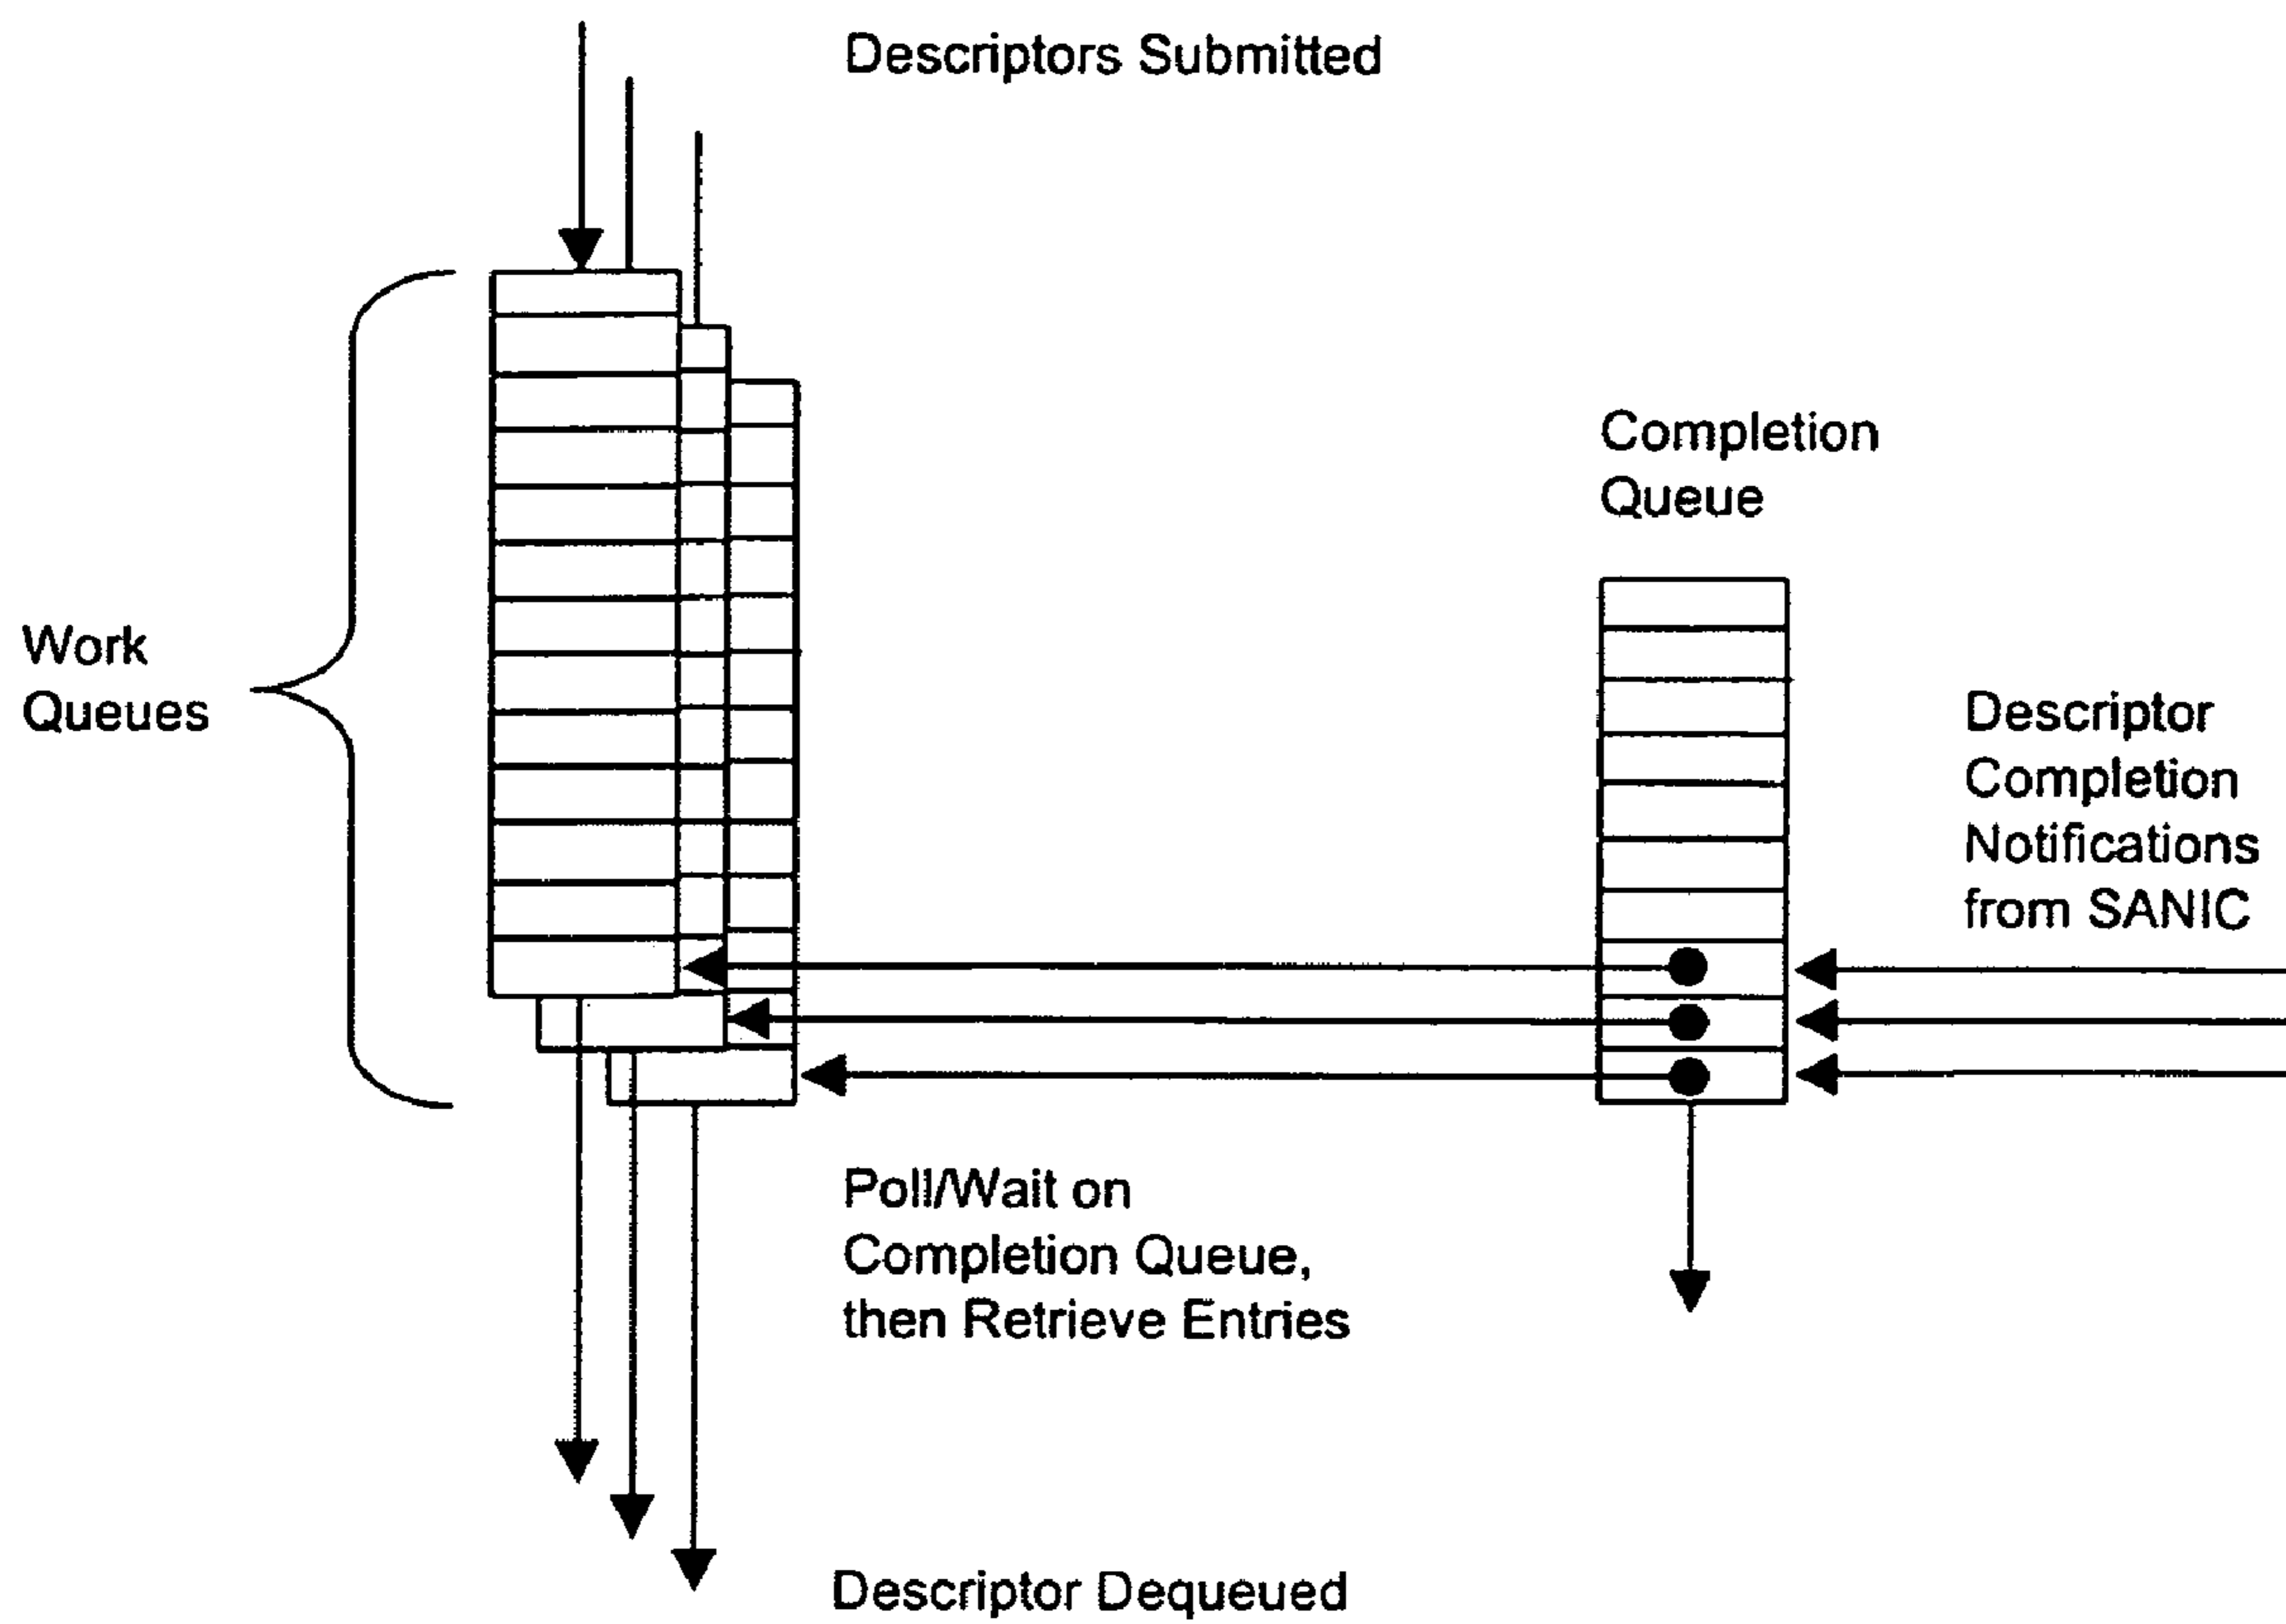 Descriptors Submitted
Completion
Queue
Work
Queues
Descriptor
Completion
Notifications
from SANIC
Poll/Wait on
Completion Queue,
then Retrieve Entries
Descriptor Dequeued